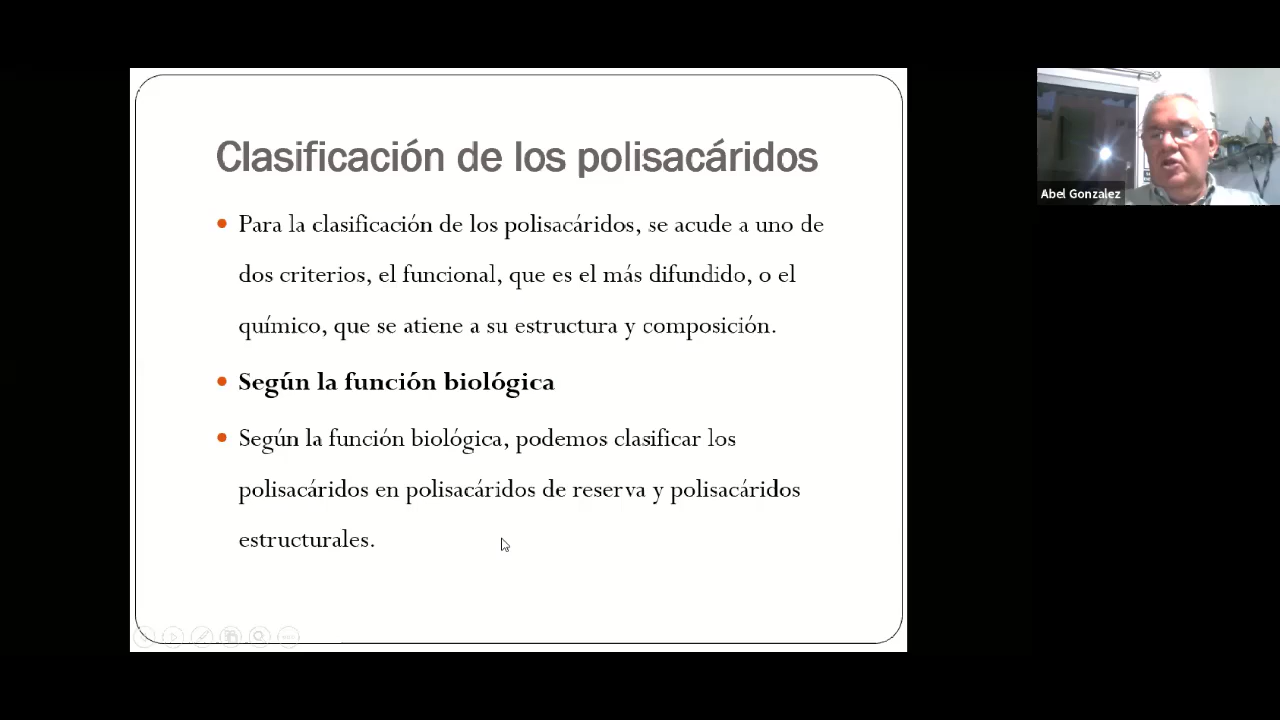 Clasificación de los polisacáridos
Para la clasificación de los polisacáridos, se acude a uno de
dos criterios, el funcional, que es el más difundido, o el
químico, que se atiene a su estructura y composición.
Según la función biológica
Según la función biológica, podemos clasificar los
polisacáridos en polisacáridos de reserva y polisacáridos
estructurales.
Abel Gonzalez